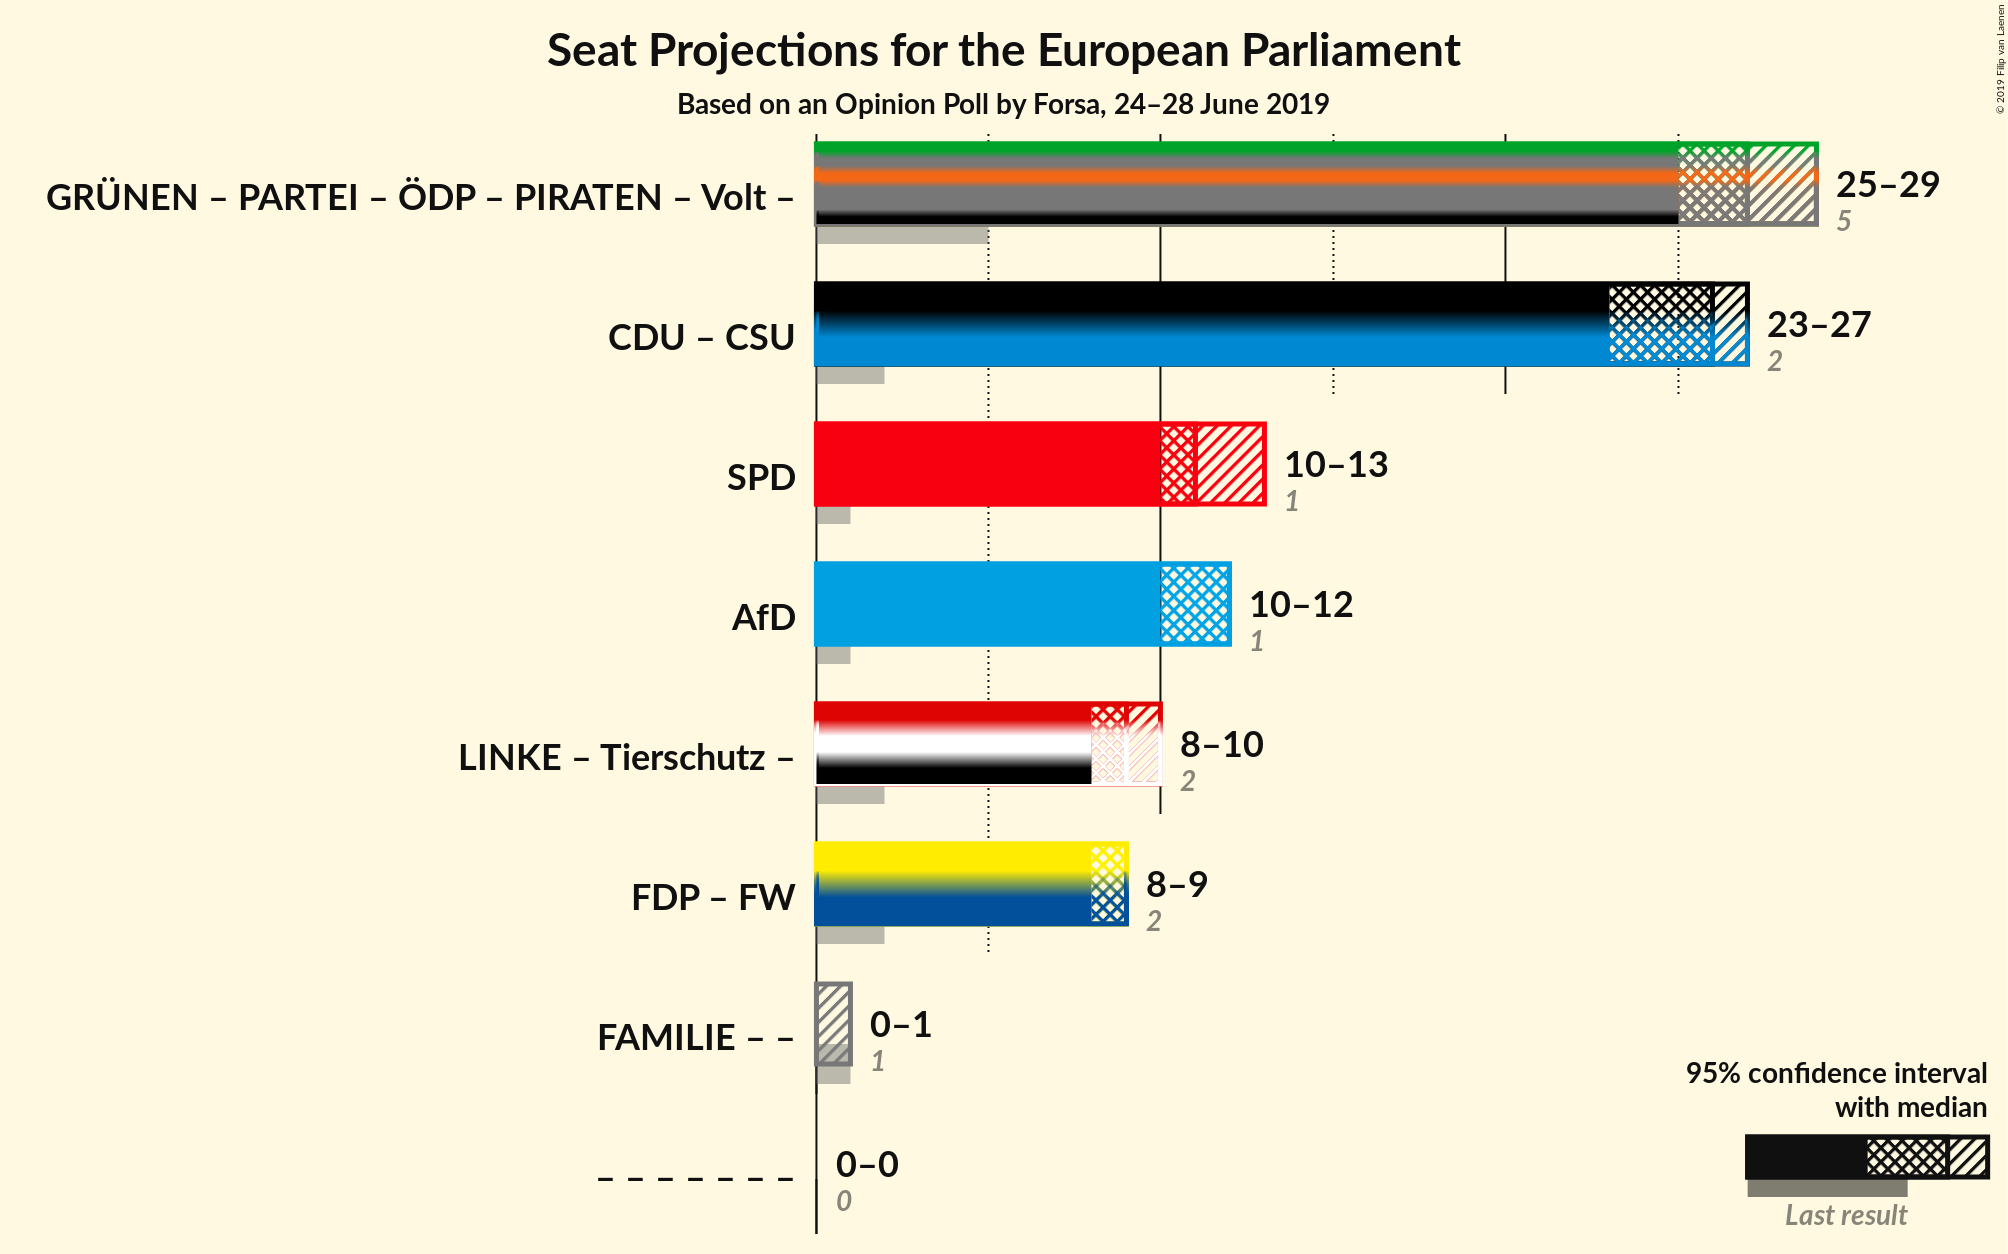 Seat Projections for the European Parliament
Based on an Opinion Poll by Forsa, 24–28 June 2019
© 2019 Filip van Laenen
GRÜNEN – PARTEI – ÖDP – PIRATEN – Volt –
25–29
5
CDU – CSU
23–27
2
SPD
10–13
1
AfD
10–12
1
LINKE – Tierschutz –
8–10
2
FDP – FW
8–9
2
FAMILIE – –
0–1
1
– – – – – – –
0–0
0
95% confidence interval
with median
Last result